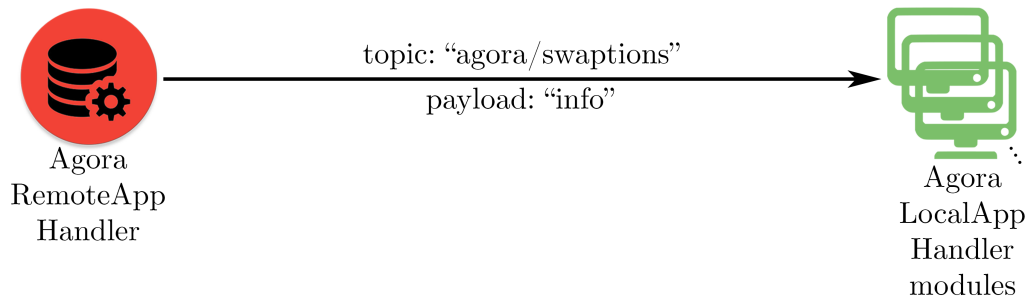 topic: “agora/swaptions”
payload: “info”
Agora
RemoteApp
Handler
Agora
LocalApp
Handler
modules